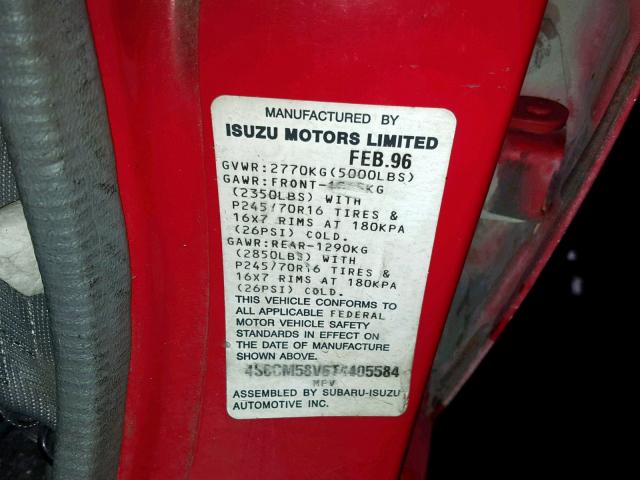 MANUFACTURED BY
ISUZU MOTORS LIMITED
FEB.96
GVWR:2770KG(5000LBS)
GAWR:FRONT-
(2350LBS) WITH
P245/70R16 TIRES &
16X7 RIMS AT 180KPA
(26PSI) COLD.
GAWR:REAR-1290KG
(2850LBS) WITH
P245/70R16 TIRES &
16X7 RIMS AT 180KPA
(26PSI) COLD.
THIS VEHICLE CONFORMS TO
ALL APPLICABLE FEDERAL
MOTOR VEHICLE SAFETY
STANDARDS IN EFFECT ON
THE DATE OF MANUFACTURE
SHOWN ABOVE.
4S6CM58V6T4405584
MPV
ASSEMBLED BY SUBARU-ISUZU
AUTOMOTIVE INC.